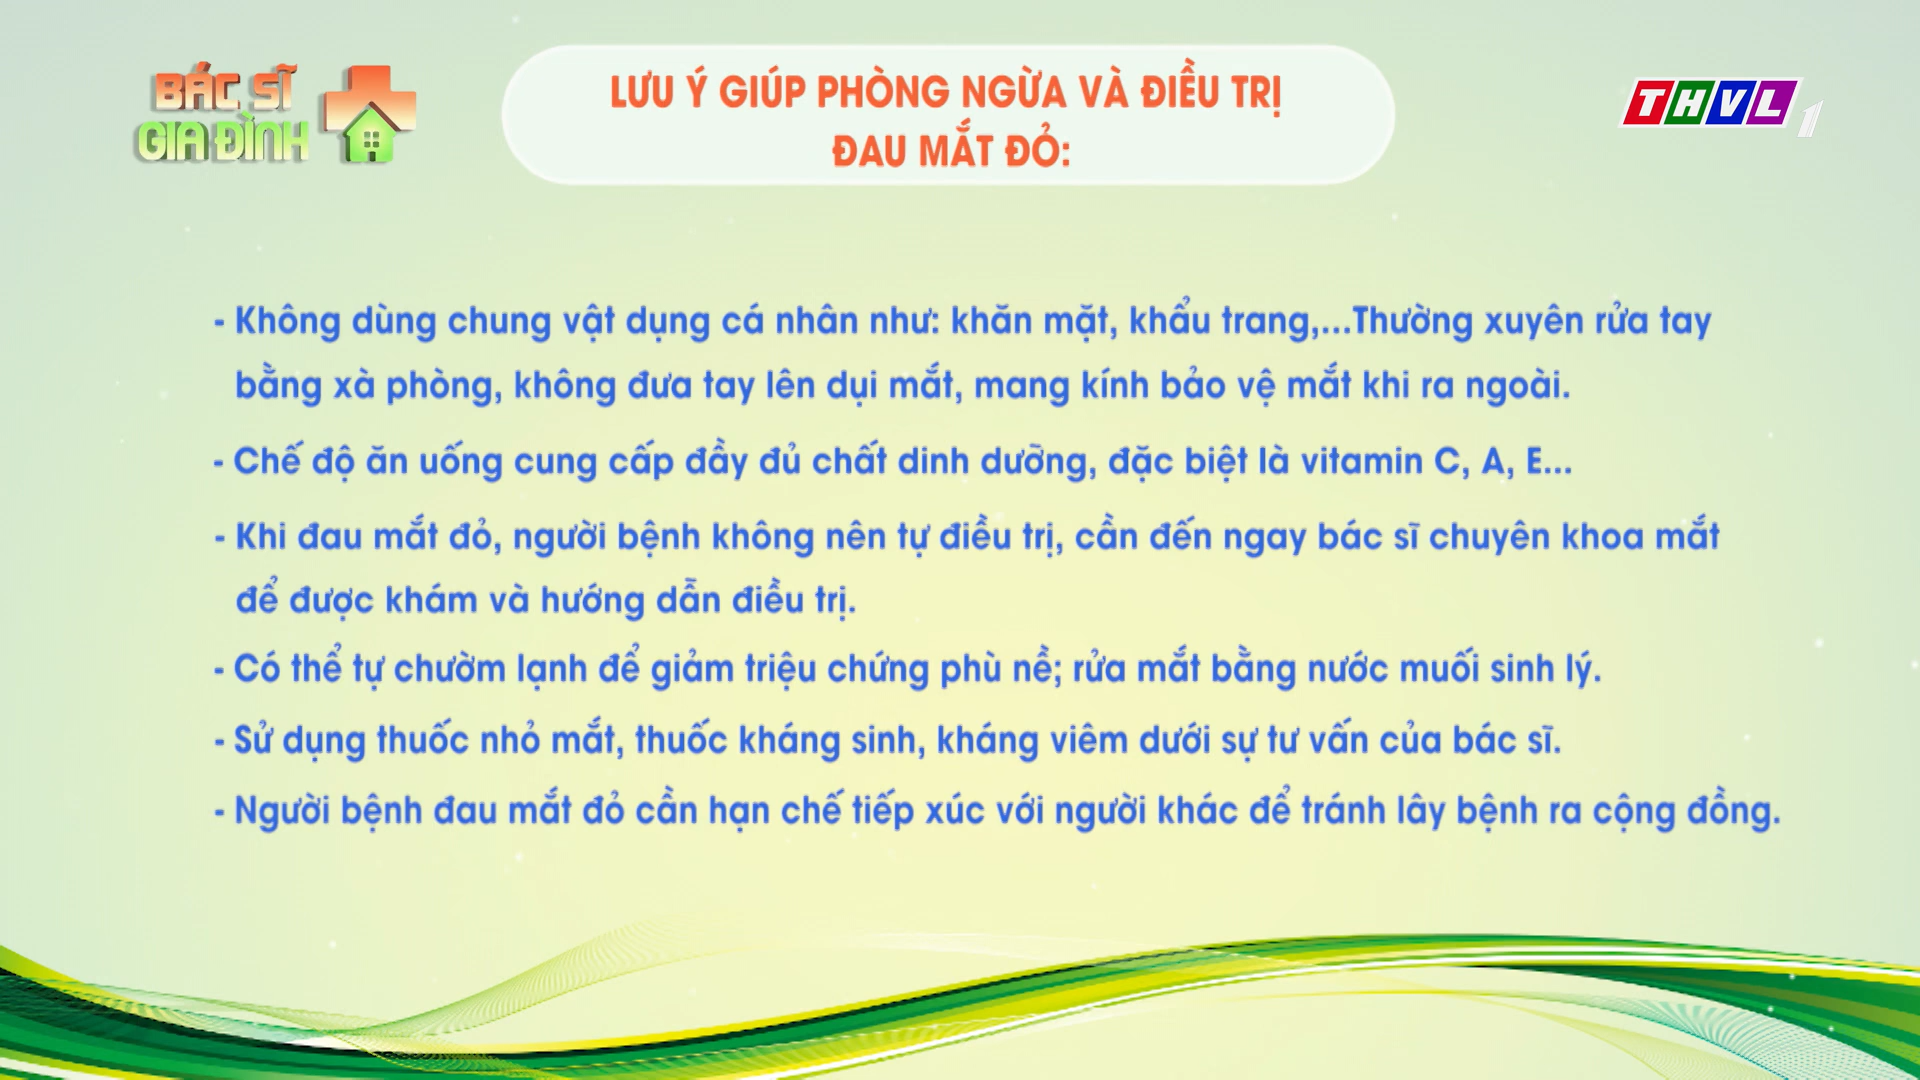 BÁC SĨ
GIA ĐÌNH
LƯU Ý GIÚP PHÒNG NGỪA VÀ ĐIỀU TRỊ
ĐAU MẮT ĐỎ:
THVL 1
- Không dùng chung vật dụng cá nhân như: khăn mặt, khẩu trang,...Thường xuyên rửa tay
bằng xà phòng, không đưa tay lên dụi mắt, mang kính bảo vệ mắt khi ra ngoài.
- Chế độ ăn uống cung cấp đầy đủ chất dinh dưỡng, đặc biệt là vitamin C, A, E...
- Khi đau mắt đỏ, người bệnh không nên tự điều trị, cần đến ngay bác sĩ chuyên khoa mắt
để được khám và hướng dẫn điều trị.
- Có thể tự chườm lạnh để giảm triệu chứng phù nề; rửa mắt bằng nước muối sinh lý.
- Sử dụng thuốc nhỏ mắt, thuốc kháng sinh, kháng viêm dưới sự tư vấn của bác sĩ.
- Người bệnh đau mắt đỏ cần hạn chế tiếp xúc với người khác để tránh lây bệnh ra cộng đồng.